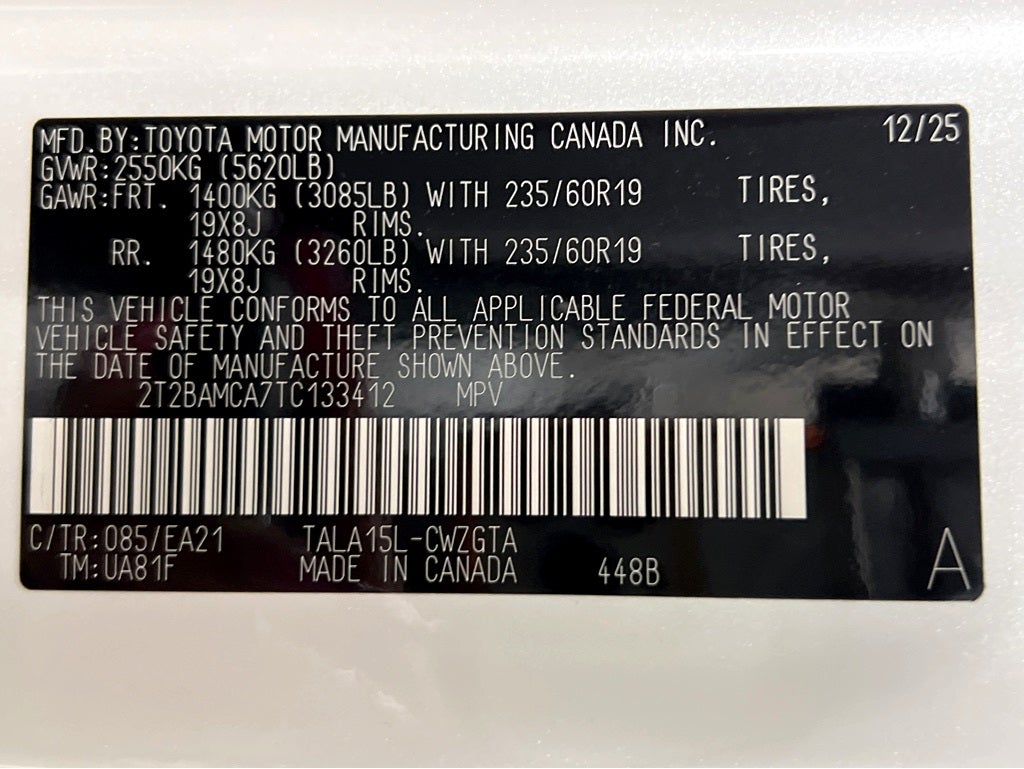 MFD.BY:TOYOTA MOTOR MANUFACTURING CANADA INC. 12/25
GVWR:2550KG (5620LB)
GAWR:FRT. 1400KG (3085LB) WITH 235/60R19 TIRES,
19X8J RIMS.
RR. 1480KG (3260LB) WITH 235/60R19 TIRES,
19X8J RIMS.
THIS VEHICLE CONFORMS TO ALL APPLICABLE FEDERAL MOTOR
VEHICLE SAFETY AND THEFT PREVENTION STANDARDS IN EFFECT ON
THE DATE OF MANUFACTURE SHOWN ABOVE.
2T2BAMCA7TC133412 MPV
C/TR:085/EA21 TALA15L-CWZGTA
TM:UA81F MADE IN CANADA 448B A